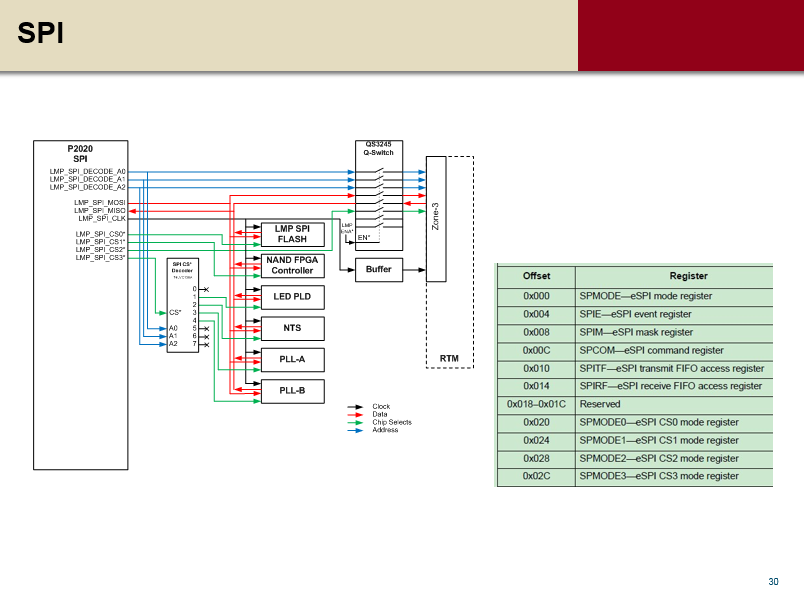 SPI
P2020
SPI
LMP_SPI_DECODE_A0
LMP_SPI_DECODE_A1
LMP_SPI_DECODE_A2
LMP_SPI_MOSI
LMP_SPI_MISO
LMP_SPI_CLK
LMP_SPI_CS0*
LMP_SPI_CS1*
LMP_SPI_CS2*
LMP_SPI_CS3*
SPI CS*
Decoder
0
1
2
CS* 3
4
A0 5
A1 6
A2 7
LMP SPI
FLASH
NAND FPGA
Controller
LED PLD
NTS
PLL-A
PLL-B
QS3245
Q-Switch
LMP
ENA*
EN*
Buffer
Zone-3
RTM
Clock
Data
Chip Selects
Address
Offset Register
0x000 SPMODE—eSPI mode register
0x004 SPIE—eSPI event register
0x008 SPIM—eSPI mask register
0x00C SPCOM—eSPI command register
0x010 SPITF—eSPI transmit FIFO access register
0x014 SPIRF—eSPI receive FIFO access register
0x018–0x01C Reserved
0x020 SPMODE0—eSPI CS0 mode register
0x024 SPMODE1—eSPI CS1 mode register
0x028 SPMODE2—eSPI CS2 mode register
0x02C SPMODE3—eSPI CS3 mode register
30